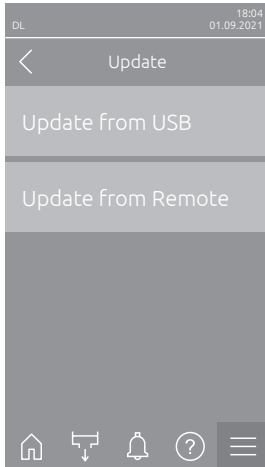 18:04
DL 01.09.2021
Update
Update from USB
Update from Remote
?